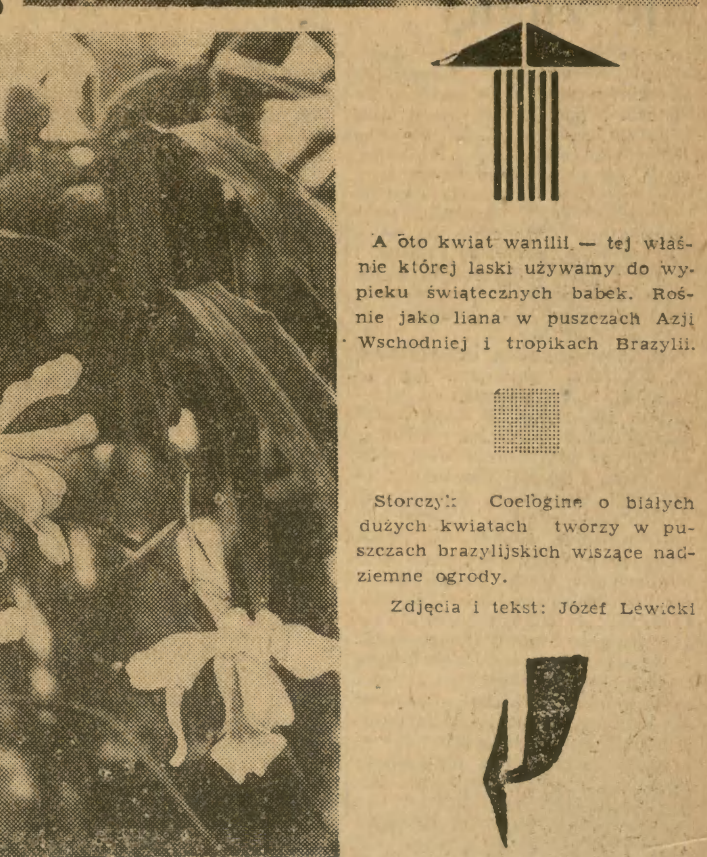 A oto kwiat wanilii — tej właś-
nie której laski używamy do wy-
pieku świątecznych babek. Roś-
nie jako liana w puszczach Azji
Wschodniej i tropikach Brazylii.
Storczyk Coelogine o białych
dużych kwiatach tworzy w pu-
szczach brazylijskich wiszące nad-
ziemne ogrody.
Zdjęcia i tekst: Józef Lewicki